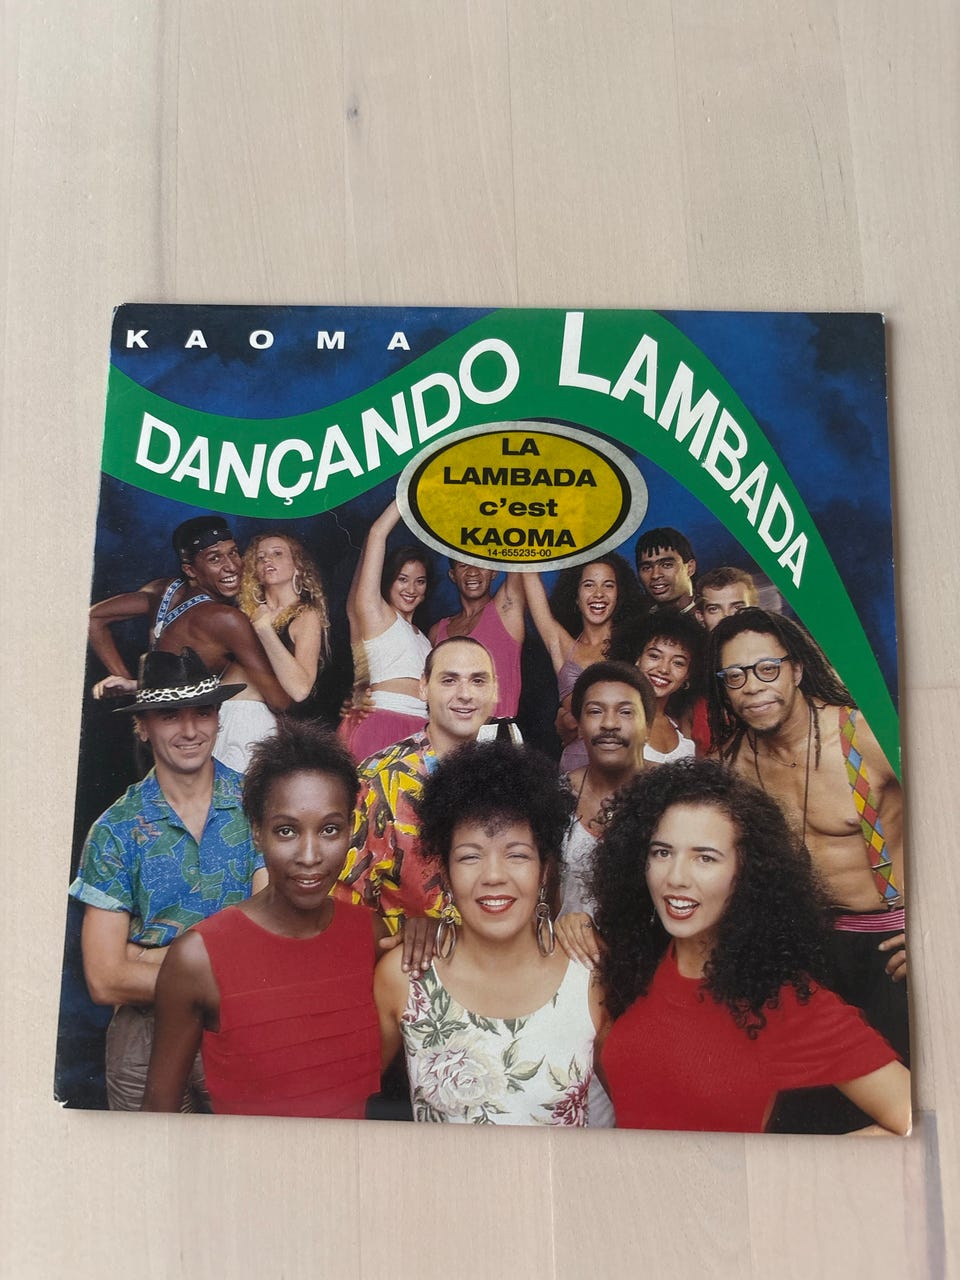 KAOMA
DANÇANDO LAMBADA
LA
LAMBADA
c'est
KAOMA
14-655235-00